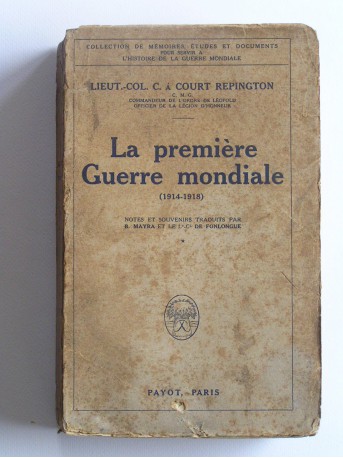 COLLECTION DE MÉMOIRES, ÉTUDES ET DOCUMENTS
POUR SERVIR A
L'HISTOIRE DE LA GUERRE MONDIALE
LIEUT.-COL. C. à COURT REPINGTON
C. M. G.
COMMANDEUR DE L'ORDRE DE LÉOPOLD
OFFICIER DE LA LÉGION D'HONNEUR
La première
Guerre mondiale
(1914-1918)
NOTES ET SOUVENIRS TRADUITS PAR
B. MAYRA ET LE Lt-Cl DE FONLONGUE
*
PAYOT, PARIS